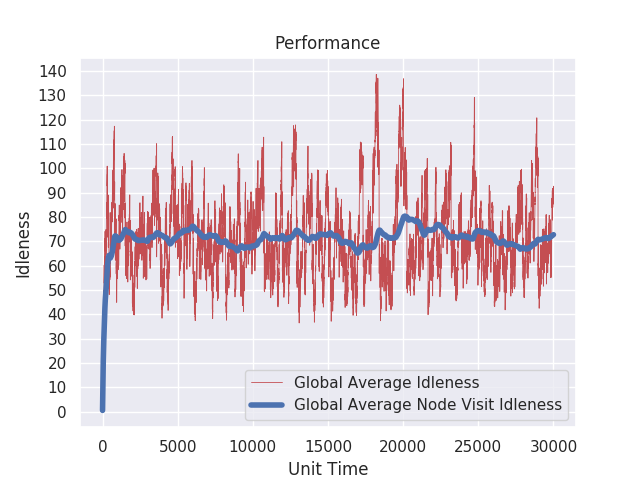 Performance
140
130
120
110
100
90
80
70
60
50
40
30
20
10
0
Idleness
Global Average Idleness
Global Average Node Visit Idleness
0 5000 10000 15000 20000 25000 30000
Unit Time